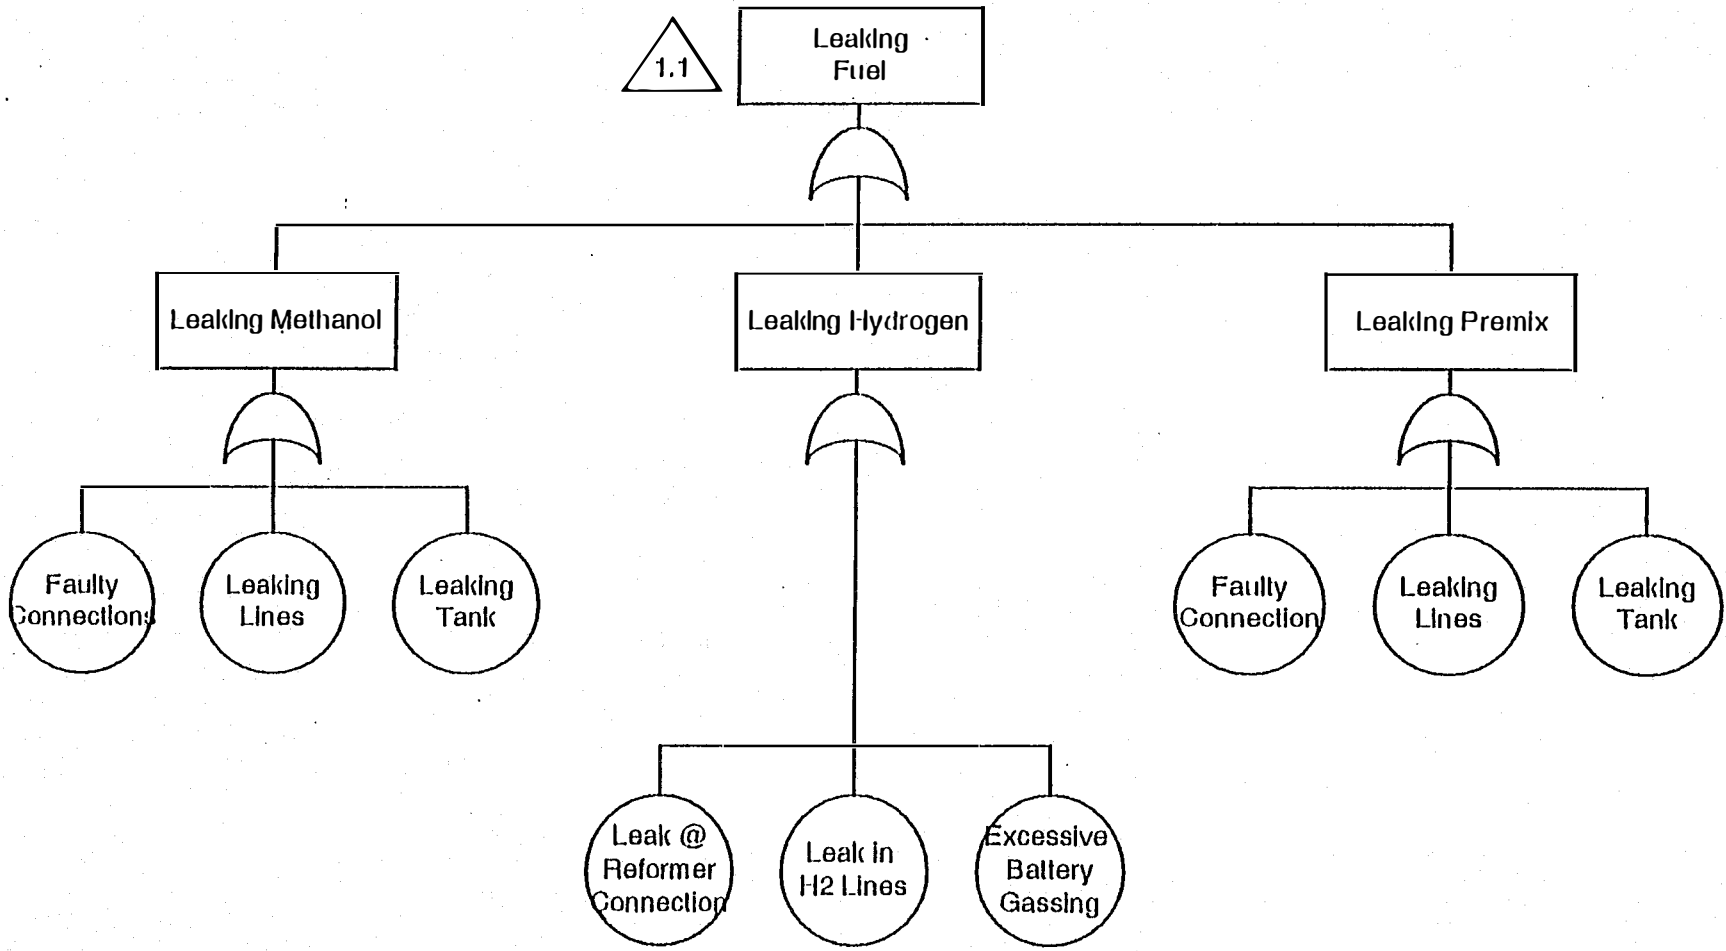 1.1
Leaking
Fuel
Leaking Methanol
Leaking Hydrogen
Leaking Premix
Faulty
Connections
Leaking
Lines
Leaking
Tank
Faulty
Connection
Leaking
Lines
Leaking
Tank
Leak @
Reformer
Connection
Leak in
H2 Lines
Excessive
Battery
Gassing